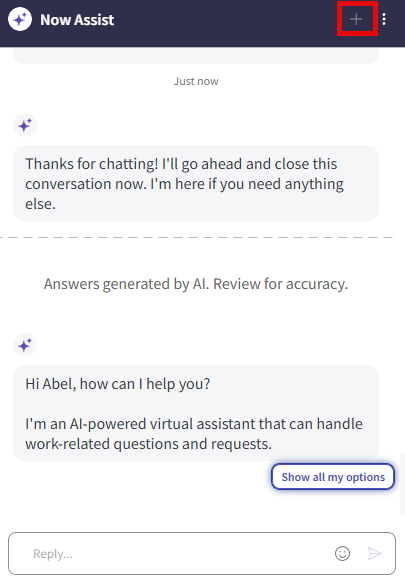 Now Assist
Just now
Thanks for chatting! I'll go ahead and close this
conversation now. I'm here if you need anything
else.
Answers generated by AI. Review for accuracy.
Hi Abel, how can I help you?
I'm an AI-powered virtual assistant that can handle
work-related questions and requests.
Show all my options
Reply...